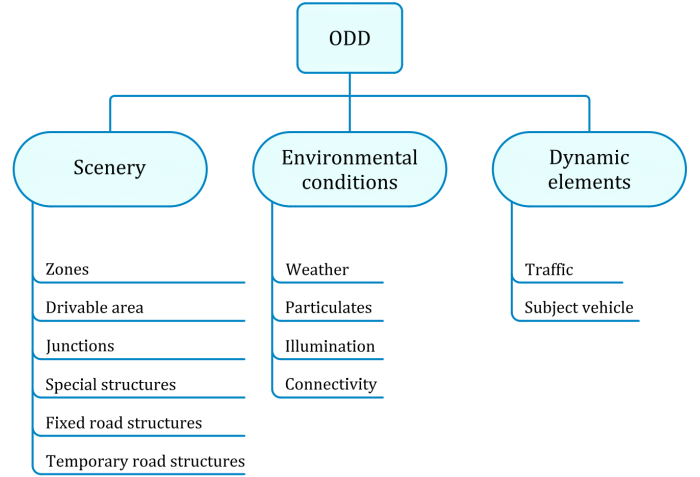 ODD
Scenery
Zones
Drivable area
Junctions
Special structures
Fixed road structures
Temporary road structures
Environmental
conditions
Weather
Particulates
Illumination
Connectivity
Dynamic
elements
Traffic
Subject vehicle